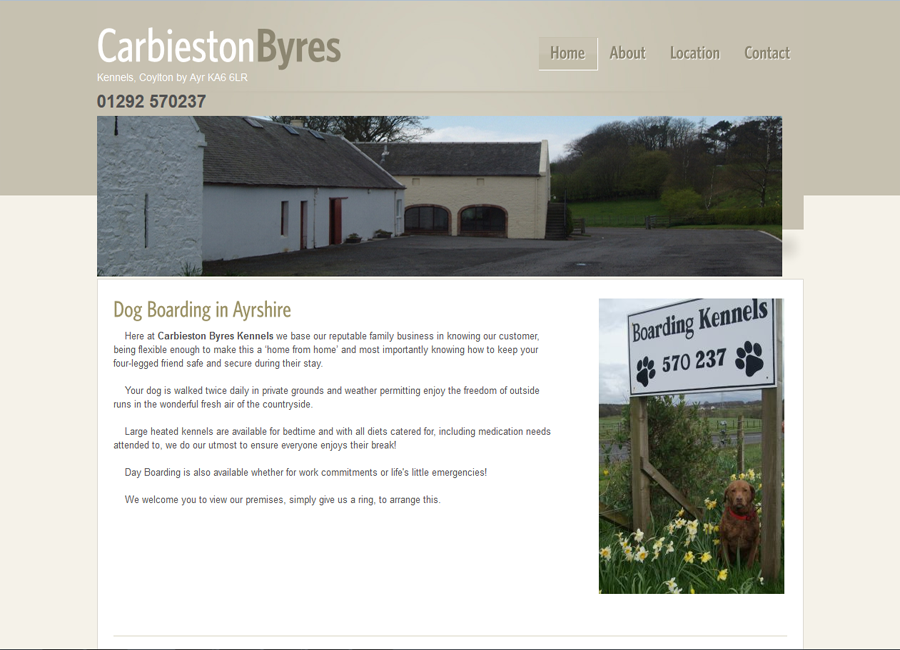 CarbiestonByres
Kennels, Coylton by Ayr KA6 6LR
01292 570237
Home About Location Contact
Dog Boarding in Ayrshire
Here at Carbieston Byres Kennels we base our reputable family business in knowing our customer,
being flexible enough to make this a 'home from home' and most importantly knowing how to keep your
four-legged friend safe and secure during their stay.
Your dog is walked twice daily in private grounds and weather permitting enjoy the freedom of outside
runs in the wonderful fresh air of the countryside.
Large heated kennels are available for bedtime and with all diets catered for, including medication needs
attended to, we do our utmost to ensure everyone enjoys their break!
Day Boarding is also available whether for work commitments or life's little emergencies!
We welcome you to view our premises, simply give us a ring, to arrange this.
Boarding Kennels
570 237